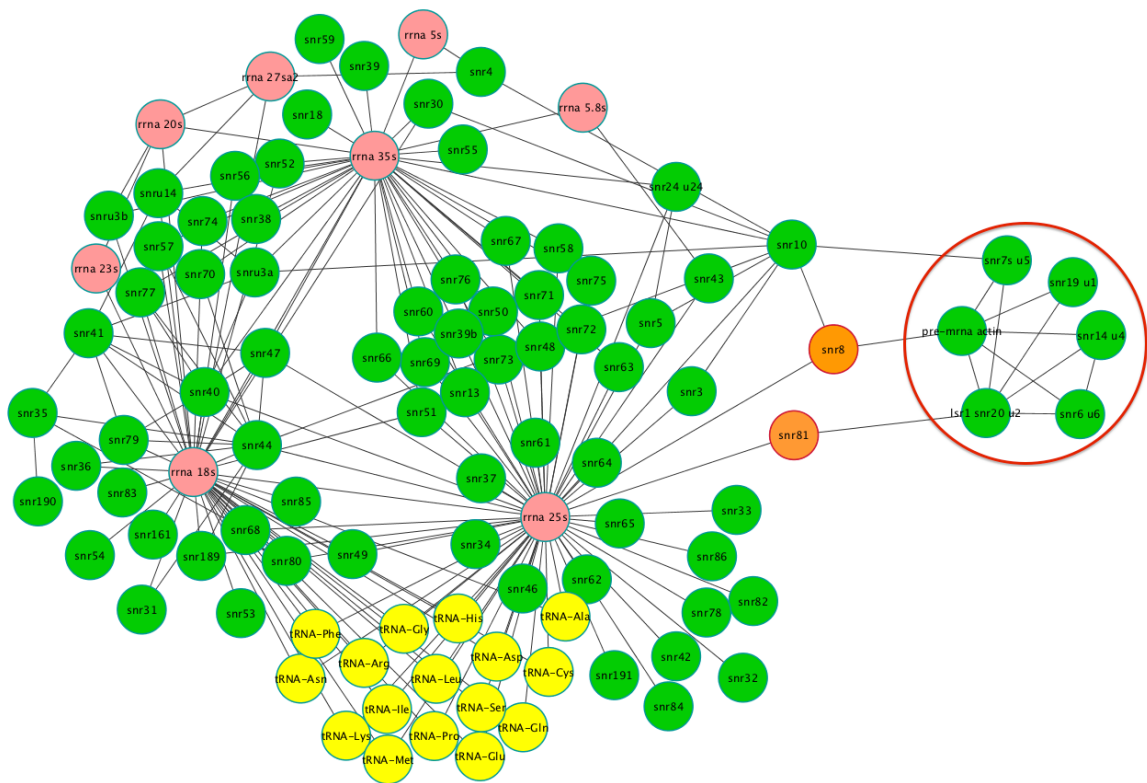 rrna 5s
snr59
snr39
snr4
rrna 27sa2
snr30
rrna 5.8s
snr18
rrna 20s
snr55
rrna 35s
snr52
snr56
snr24 u24
snru14
snru3b
snr74
snr38
snr67
snr58
snr10
snr57
snr7s u5
rrna 23s
snr70
snru3a
snr76
snr75
snr43
snr19 u1
snr77
snr71
snr60
snr50
snr5
snr41
snr39b
snr72
pre-mrna actin
snr14 u4
snr47
snr66
snr69
snr73
snr48
snr8
snr63
snr40
snr13
snr3
snr35
snr51
lsr1 snr20 u2
snr6 u6
snr79
snr44
snr61
snr81
snr36
rrna 18s
snr64
snr37
snr83
snr190
snr85
rrna 25s
snr33
snr65
snr161
snr68
snr34
snr54
snr189
snr80
snr49
snr86
snr62
snr46
snr31
snr53
snr78
snr82
tRNA-Phe
tRNA-Gly
tRNA-His
tRNA-Ala
tRNA-Arg
tRNA-Asp
snr42
tRNA-Asn
tRNA-Leu
tRNA-Cys
snr191
snr32
tRNA-Ile
tRNA-Ser
snr84
tRNA-Lys
tRNA-Pro
tRNA-Gln
tRNA-Met
tRNA-Glu